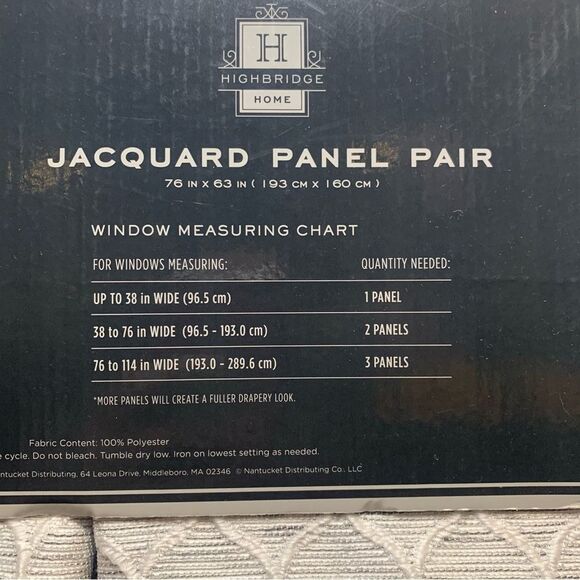 H
HIGHBRIDGE
HOME
JACQUARD PANEL PAIR
76 IN X 63 IN ( 193 CM X 160 CM )
WINDOW MEASURING CHART
FOR WINDOWS MEASURING: QUANTITY NEEDED:
UP TO 38 in WIDE (96.5 cm) 1 PANEL
38 to 76 in WIDE (96.5 - 193.0 cm) 2 PANELS
76 to 114 in WIDE (193.0 - 289.6 cm) 3 PANELS
*MORE PANELS WILL CREATE A FULLER DRAPERY LOOK.
Fabric Content: 100% Polyester
cycle. Do not bleach. Tumble dry low. Iron on lowest setting as needed.
Distributing, 64 Leona Drive, Middleboro, MA 02346 © Nantucket Distributing Co., LLC